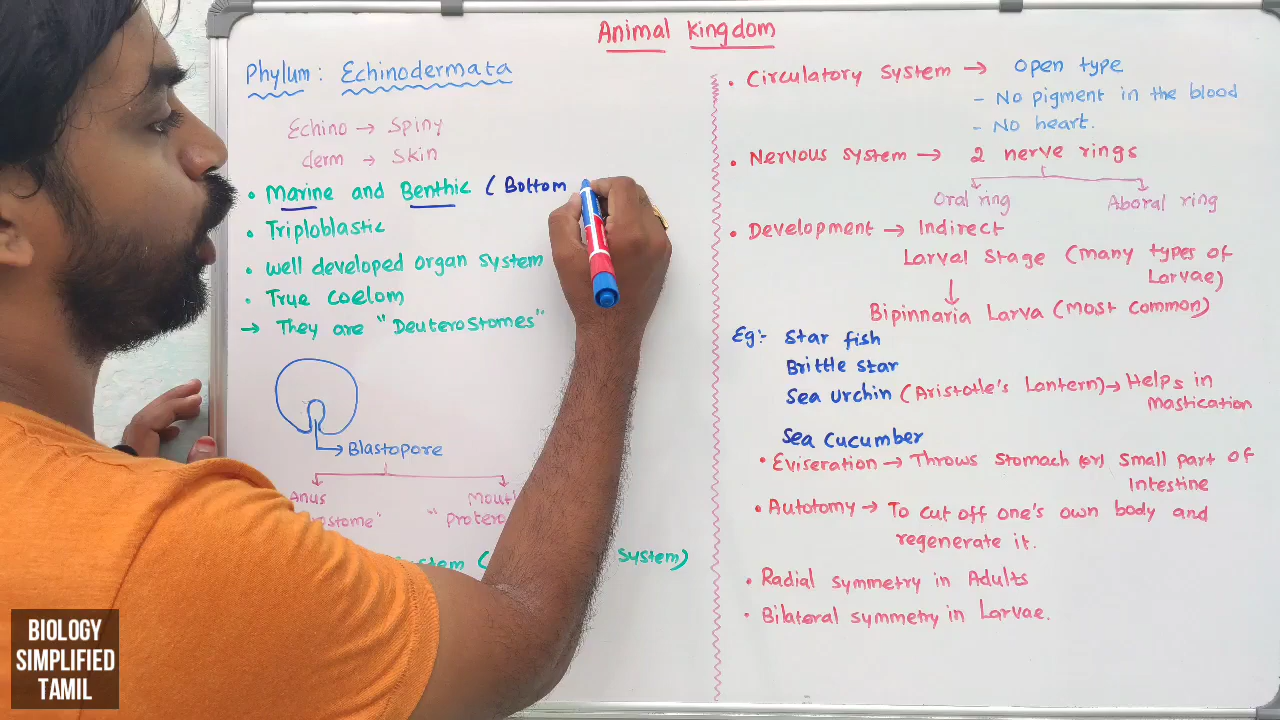 Animal Kingdom
Phylum: Echinodermata
Echino → Spiny
derm → Skin
• Marine and Benthic (Bottom
• Triploblastic
• well developed organ system
• True coelom
→ They are "Deuterostomes"
Blastopore
Anus
Mouth
System)
• Circulatory System → Open type
- No pigment in the blood
- No heart.
• Nervous system → 2 nerve rings
Oral ring
Aboral ring
• Development → Indirect
Larval Stage (many types of
Larvae)
Bipinnaria Larva (most common)
Eg:- Star fish
Brittle star
Sea urchin (Aristotle's Lantern) → Helps in
mastication
Sea Cucumber
• Eviseration → Throws Stomach (or) Small part of
Intestine
• Autotomy → To cut off one's own body and
regenerate it.
• Radial symmetry in Adults
• Bilateral symmetry in Larvae.
BIOLOGY
SIMPLIFIED
TAMIL